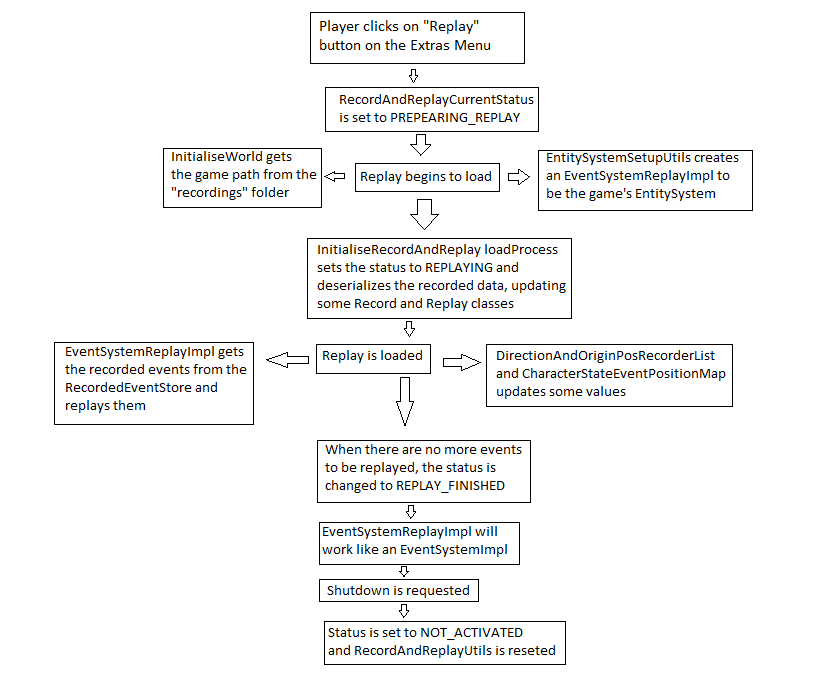 Player clicks on "Replay"
button on the Extras Menu
RecordAndReplayCurrentStatus
is set to PREPEARING_REPLAY
InitialiseWorld gets
the game path from the
"recordings" folder
Replay begins to load
EntitySystemSetupUtils creates
an EventSystemReplayImpl to
be the game's EntitySystem
InitialiseRecordAndReplay loadProcess
sets the status to REPLAYING and
deserializes the recorded data, updating
some Record and Replay classes
EventSystemReplayImpl gets
the recorded events from the
RecordedEventStore and
replays them
Replay is loaded
DirectionAndOriginPosRecorderList
and CharacterStateEventPositionMap
updates some values
When there are no more events
to be replayed, the status is
changed to REPLAY_FINISHED
EventSystemReplayImpl will
work like an EventSystemImpl
Shutdown is requested
Status is set to NOT_ACTIVATED
and RecordAndReplayUtils is reseted